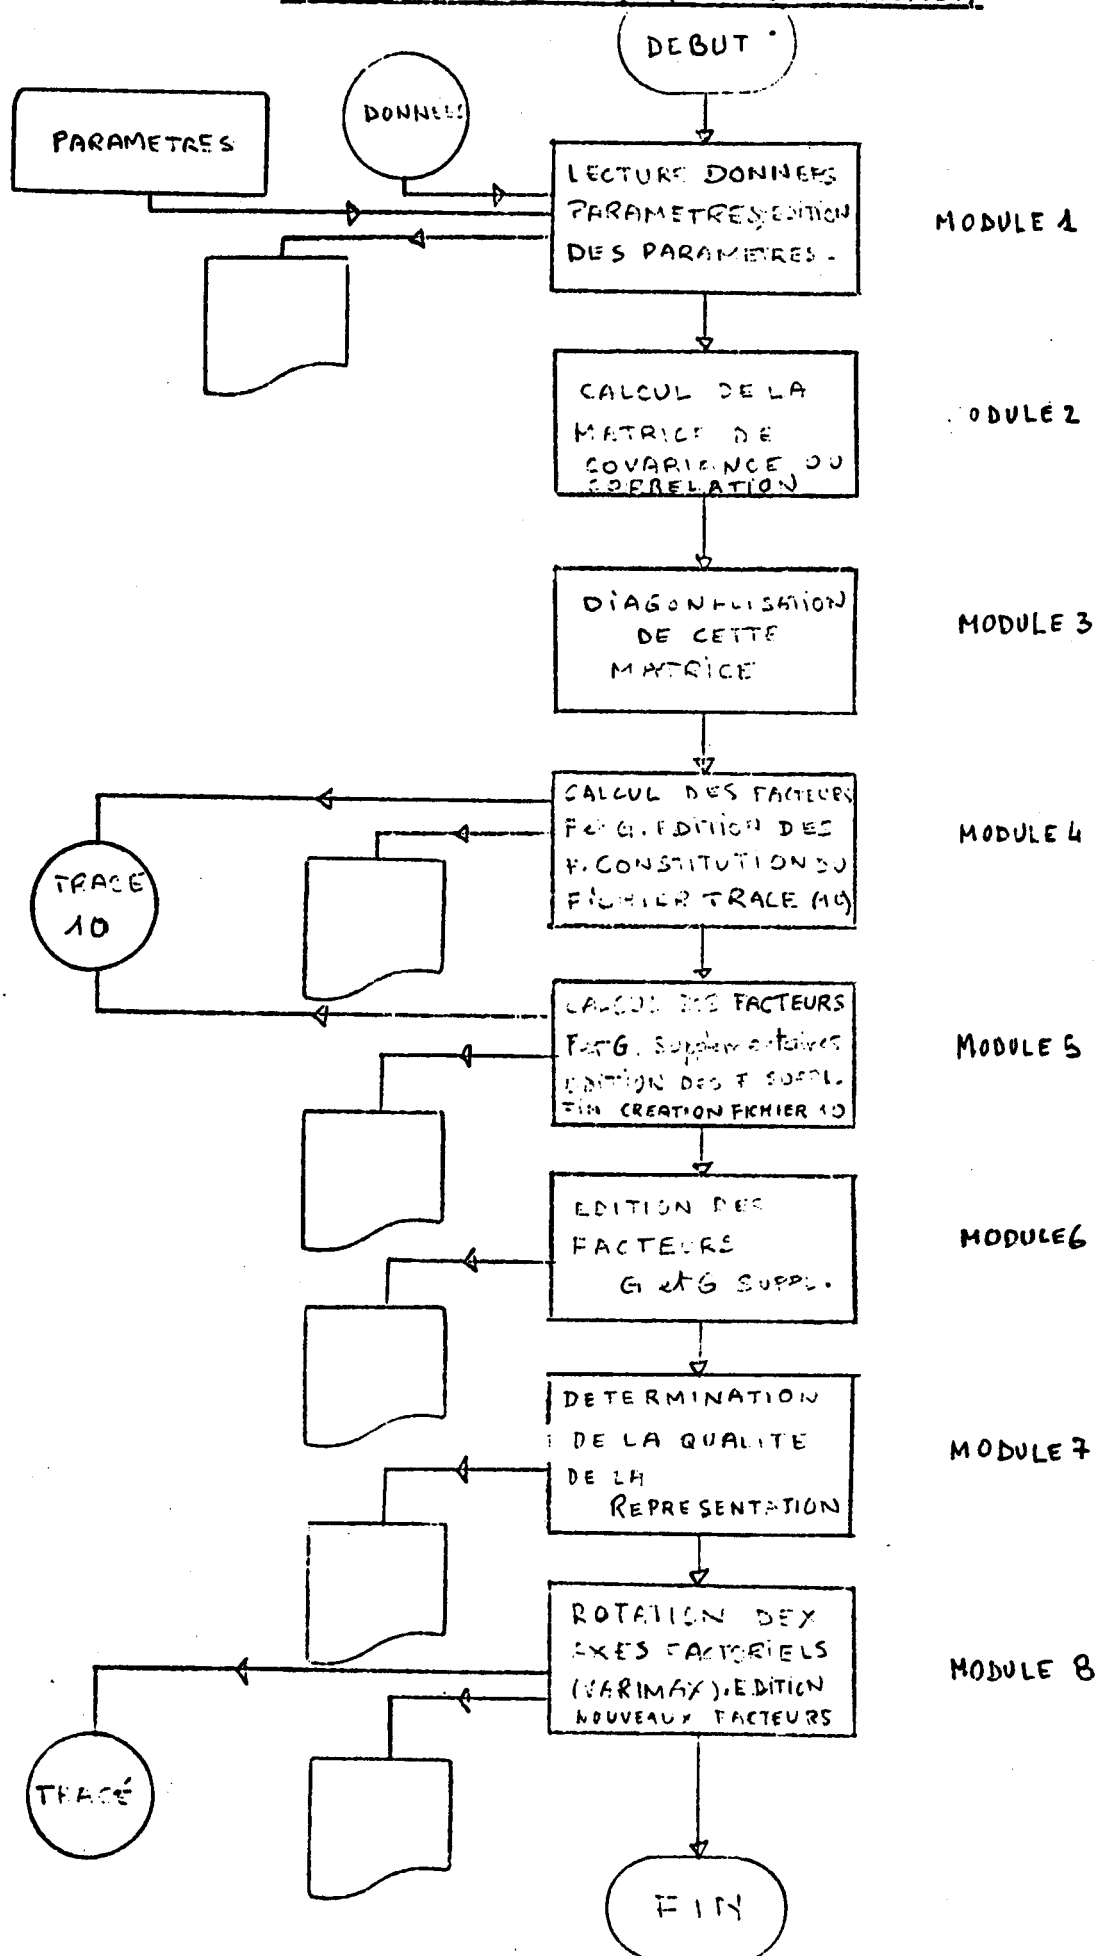 DEBUT
DONNEES
PARAMETRES
LECTURE DONNEES
PARAMETRES, EDITION
DES PARAMETRES.
MODULE 1
CALCUL DE LA
MATRICE DE
COVARIANCE OU
CORRELATION
ODULE 2
DIAGONALISATION
DE CETTE
MATRICE
MODULE 3
CALCUL DES FACTEURS
F et G. EDITION DES
F. CONSTITUTION DU
FICHIER TRACE (10)
MODULE 4
TRACE
10
CALCUL DES FACTEURS
F et G. Supplémentaires
EDITION DES F SUPPL.
FIN CREATION FICHIER 10
MODULE 5
EDITION DES
FACTEURS
G et G SUPPL.
MODULE 6
DETERMINATION
DE LA QUALITE
DE LA
REPRESENTATION
MODULE 7
ROTATION DEX
AXES FACTORIELS
(VARIMAX). EDITION
NOUVEAUX FACTEURS
MODULE 8
TRACÉ
FIN